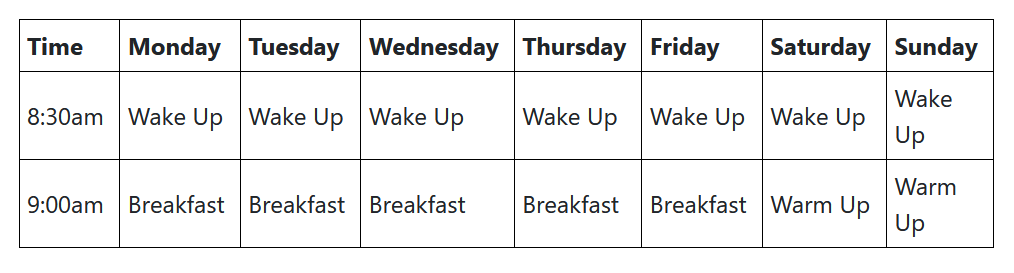 Time Monday Tuesday Wednesday Thursday Friday Saturday Sunday
8:30am Wake Up Wake Up Wake Up Wake Up Wake Up Wake Up Wake Up
9:00am Breakfast Breakfast Breakfast Breakfast Breakfast Warm Up Warm Up